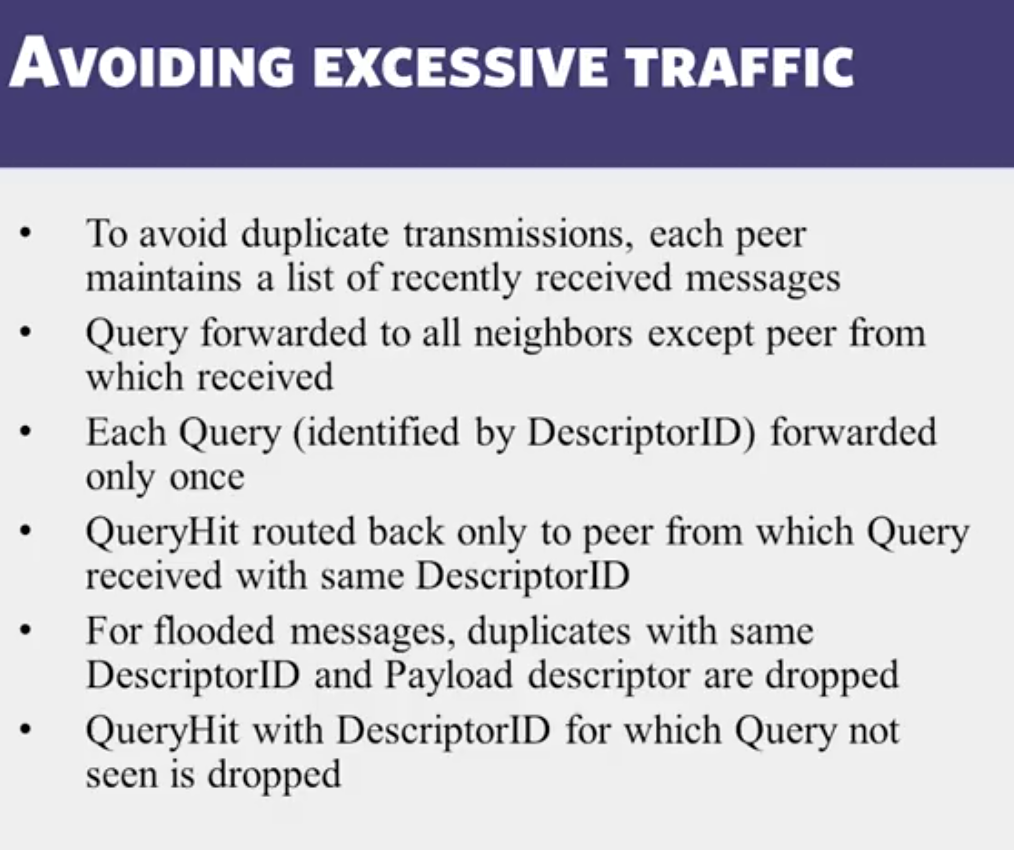 AVOIDING EXCESSIVE TRAFFIC
• To avoid duplicate transmissions, each peer
maintains a list of recently received messages
• Query forwarded to all neighbors except peer from
which received
• Each Query (identified by DescriptorID) forwarded
only once
• QueryHit routed back only to peer from which Query
received with same DescriptorID
• For flooded messages, duplicates with same
DescriptorID and Payload descriptor are dropped
• QueryHit with DescriptorID for which Query not
seen is dropped